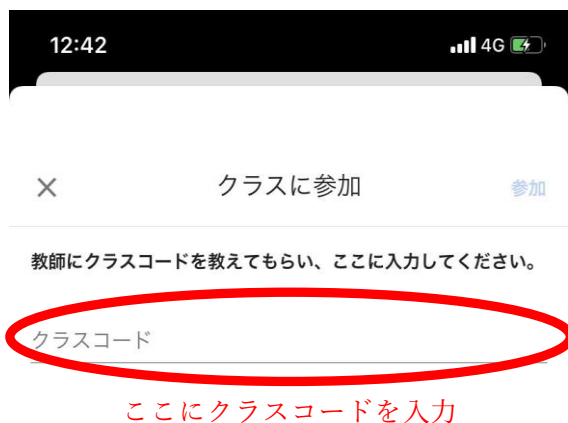 12:42 4G
クラスに参加 参加
教師にクラスコードを教えてもらい、ここに入力してください。
クラスコード
ここにクラスコードを入力